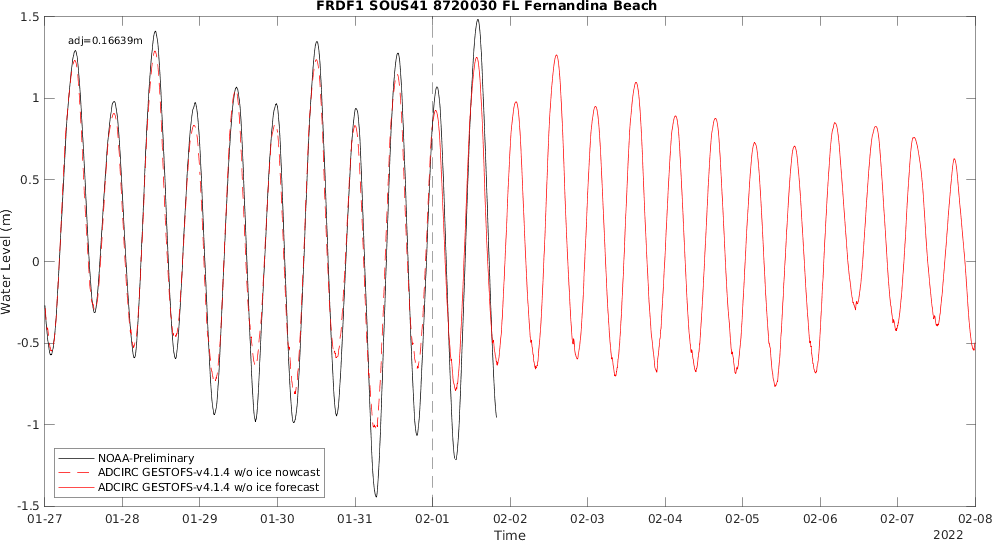 FRDF1 SOUS41 8720030 FL Fernandina Beach
adj=0.16639m
1.5
1
0.5
0
-0.5
-1
-1.5
Water Level (m)
NOAA-Preliminary
ADCIRC GESTOFS-v4.1.4 w/o ice nowcast
ADCIRC GESTOFS-v4.1.4 w/o ice forecast
01-27 01-28 01-29 01-30 01-31 02-01 02-02 02-03 02-04 02-05 02-06 02-07 02-08
Time
2022